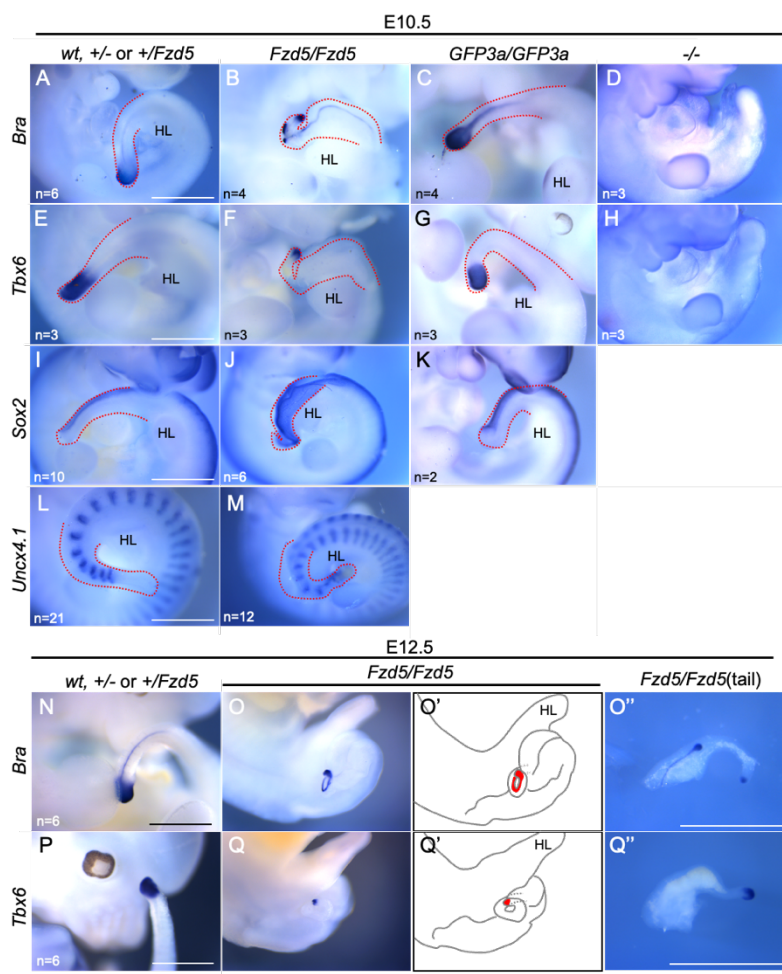 E10.5
wt, +/- or +/Fzd5 Fzd5/Fzd5 GFP3a/GFP3a -/-
Bra
A HL n=6
B HL n=4
C HL n=4
D n=3
Tbx6
E HL n=3
F HL n=3
G HL n=3
H n=3
Sox2
I HL n=10
J HL n=6
K HL n=2
Uncx4.1
L HL n=21
M HL n=12
E12.5
wt, +/- or +/Fzd5 Fzd5/Fzd5 Fzd5/Fzd5(tail)
Bra
N n=6
O
O' HL
O''
Tbx6
P n=6
Q
Q' HL
Q''